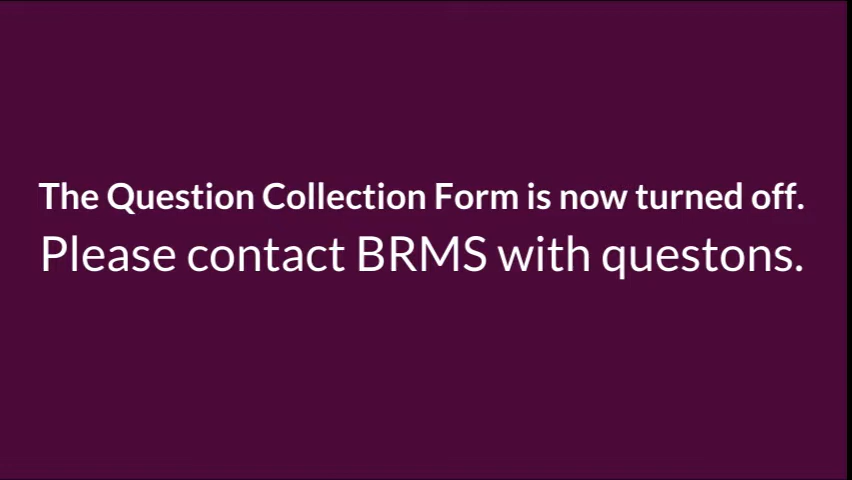 The Question Collection Form is now turned off.
Please contact BRMS with questons.